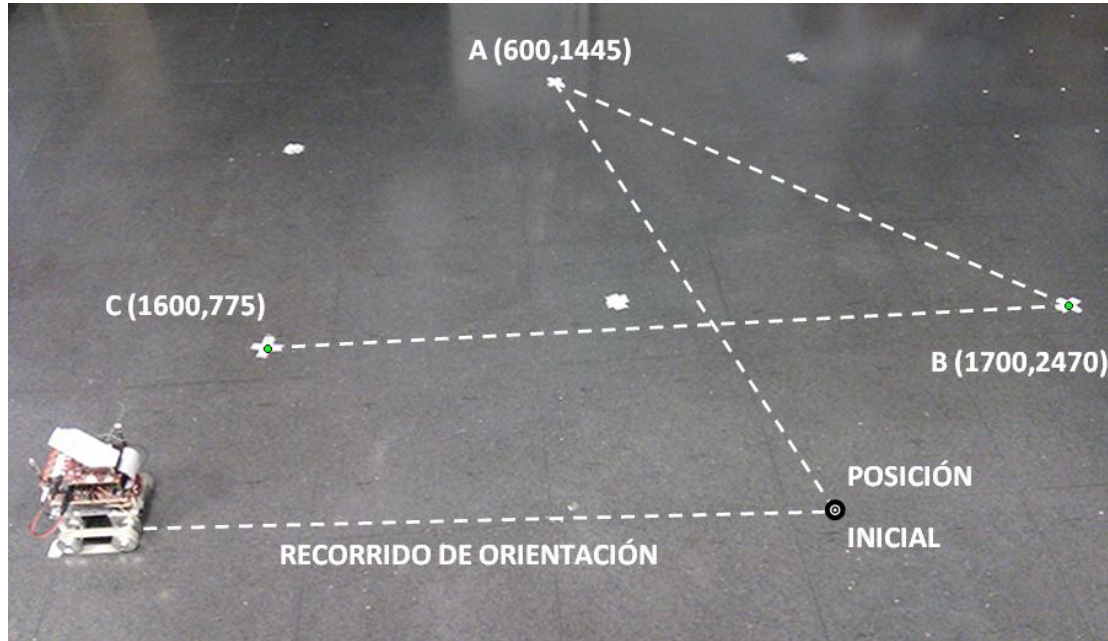 A (600,1445)
C (1600,775)
B (1700,2470)
POSICIÓN
INICIAL
RECORRIDO DE ORIENTACIÓN